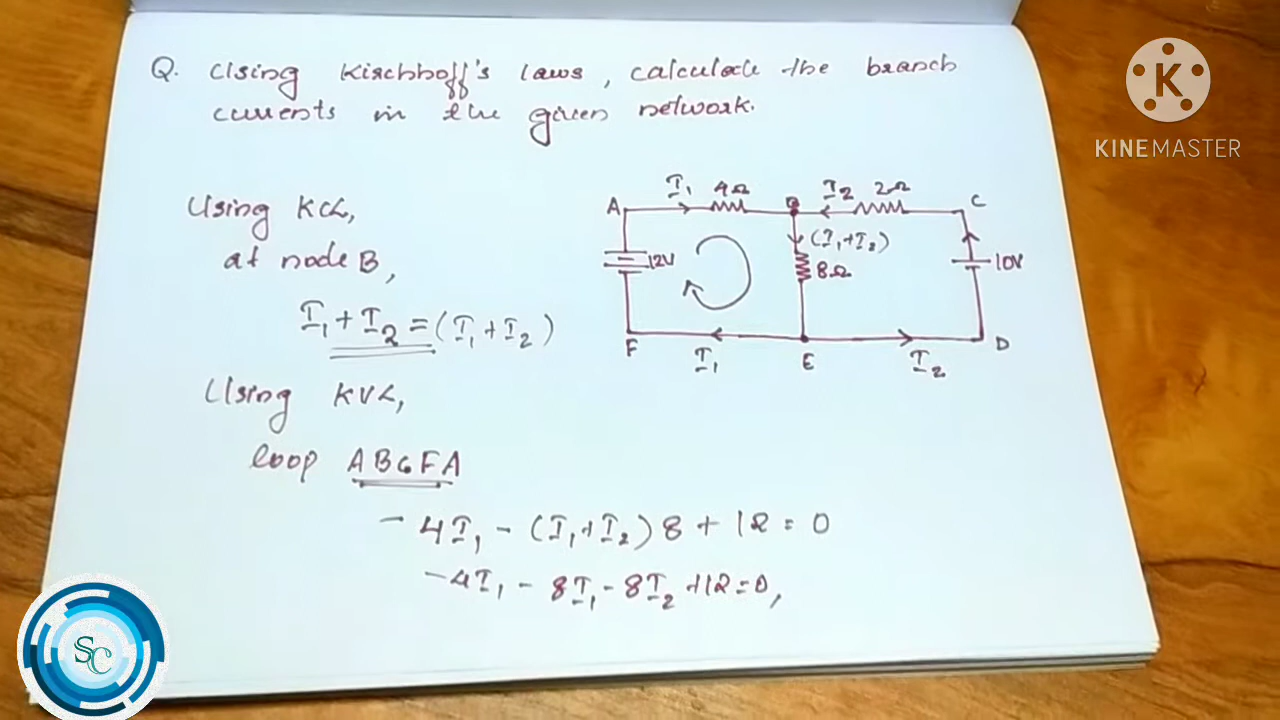 Q. Using Kirchhoff's laws, calculate the branch
currents in the given network.
KINEMASTER
Using KCL,
at node B,
I₁ + I₂ = (I₁ + I₂)
Using KVL,
loop ABEFA
- 4I₁ - (I₁ + I₂) 8 + 12 = 0
- 4I₁ - 8I₁ - 8I₂ + 12 = 0,
A I₁ 4Ω B I₂ 2Ω C
(I₁+I₂)
12V 8Ω 10V
F I₁ E I₂ D
K
SC